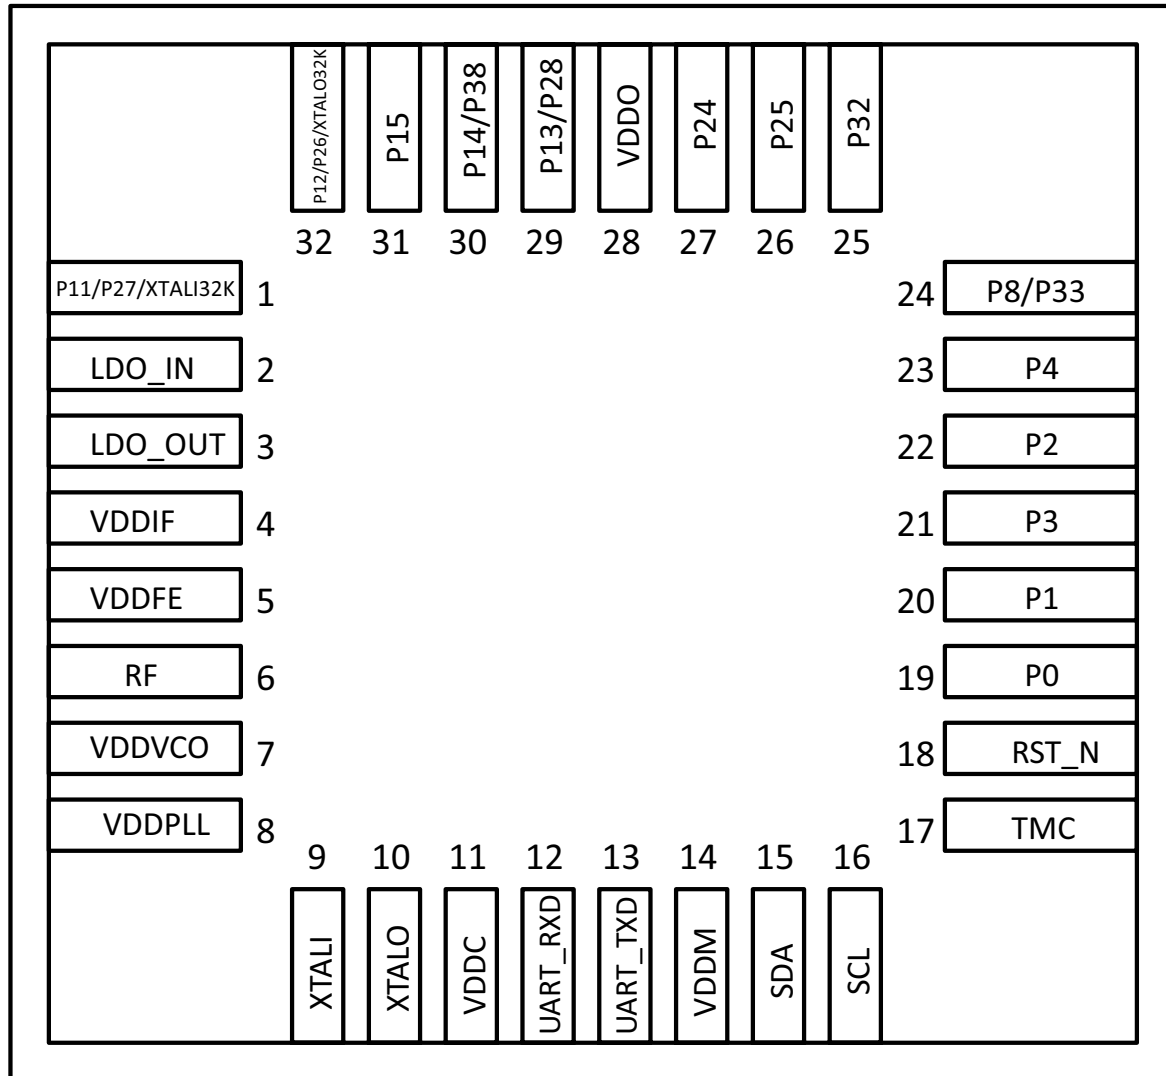 P12/P26/XTALO32K
P15
P14/P38
P13/P28
VDDO
P24
P25
P32
32 31 30 29 28 27 26 25
P11/P27/XTALI32K 1
24 P8/P33
LDO_IN 2
23 P4
LDO_OUT 3
22 P2
VDDIF 4
21 P3
VDDFE 5
20 P1
RF 6
19 P0
VDDVCO 7
18 RST_N
VDDPLL 8
17 TMC
9 10 11 12 13 14 15 16
XTALI
XTALO
VDDC
UART_RXD
UART_TXD
VDDM
SDA
SCL